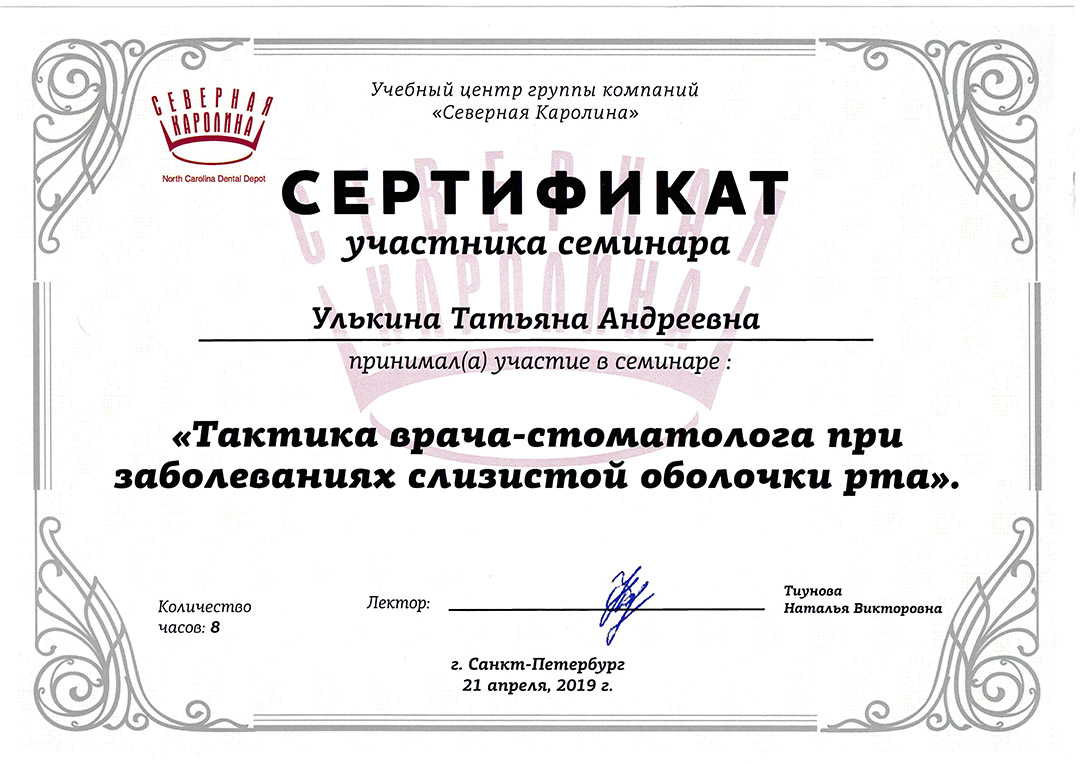 СЕВЕРНАЯ
КАРОЛИНА
North Carolina Dental Depot
Учебный центр группы компаний
«Северная Каролина»
СЕВЕРНАЯ
КАРОЛИНА
СЕРТИФИКАТ
участника семинара
Улькина Татьяна Андреевна
принимал(а) участие в семинаре :
«Тактика врача-стоматолога при
заболеваниях слизистой оболочки рта».
Количество
часов: 8
Лектор:
Тиунова
Наталья Викторовна
г. Санкт-Петербург
21 апреля, 2019 г.